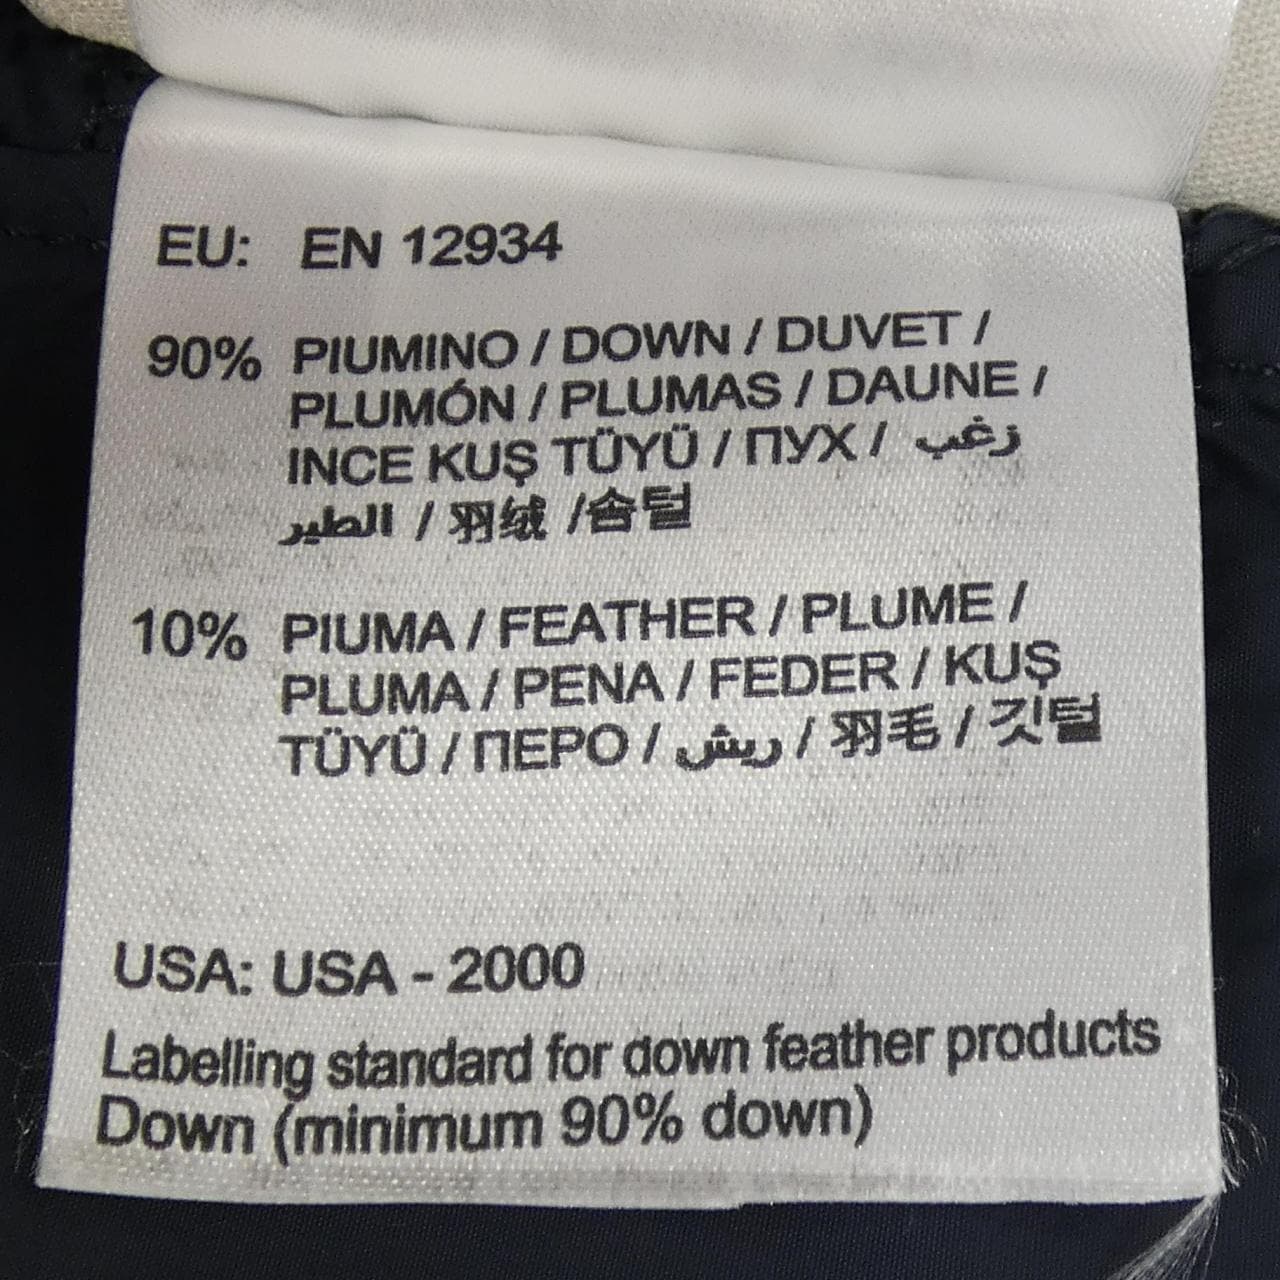 EU: EN 12934
90% PIUMINO / DOWN / DUVET /
PLUMÓN / PLUMAS / DAUNE /
INCE KUŞ TÜYÜ / ПУХ / زغب
الطير / 羽绒 /솜털
10% PIUMA / FEATHER / PLUME /
PLUMA / PENA / FEDER / KUŞ
TÜYÜ / ПЕРО / ريش / 羽毛 / 깃털
USA: USA - 2000
Labelling standard for down feather products
Down (minimum 90% down)